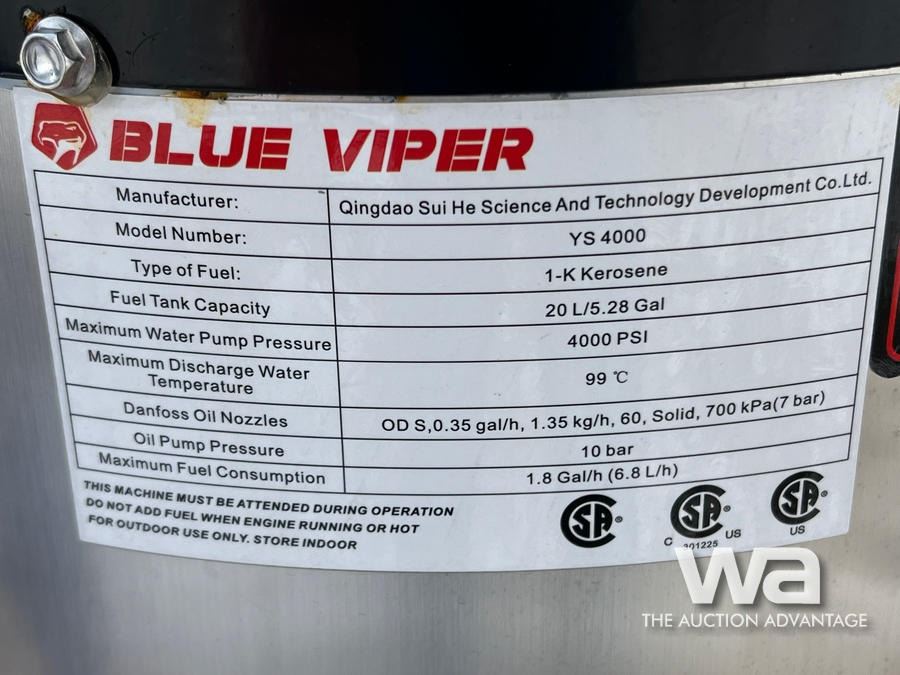 BLUE VIPER
Manufacturer: Qingdao Sui He Science And Technology Development Co.Ltd.
Model Number: YS 4000
Type of Fuel: 1-K Kerosene
Fuel Tank Capacity 20 L/5.28 Gal
Maximum Water Pump Pressure 4000 PSI
Maximum Discharge Water Temperature 99 ℃
Danfoss Oil Nozzles OD S,0.35 gal/h, 1.35 kg/h, 60, Solid, 700 kPa(7 bar)
Oil Pump Pressure 10 bar
Maximum Fuel Consumption 1.8 Gal/h (6.8 L/h)
THIS MACHINE MUST BE ATTENDED DURING OPERATION
DO NOT ADD FUEL WHEN ENGINE RUNNING OR HOT
FOR OUTDOOR USE ONLY. STORE INDOOR
SA® SA® SA®
C US US
wa
THE AUCTION ADVANTAGE